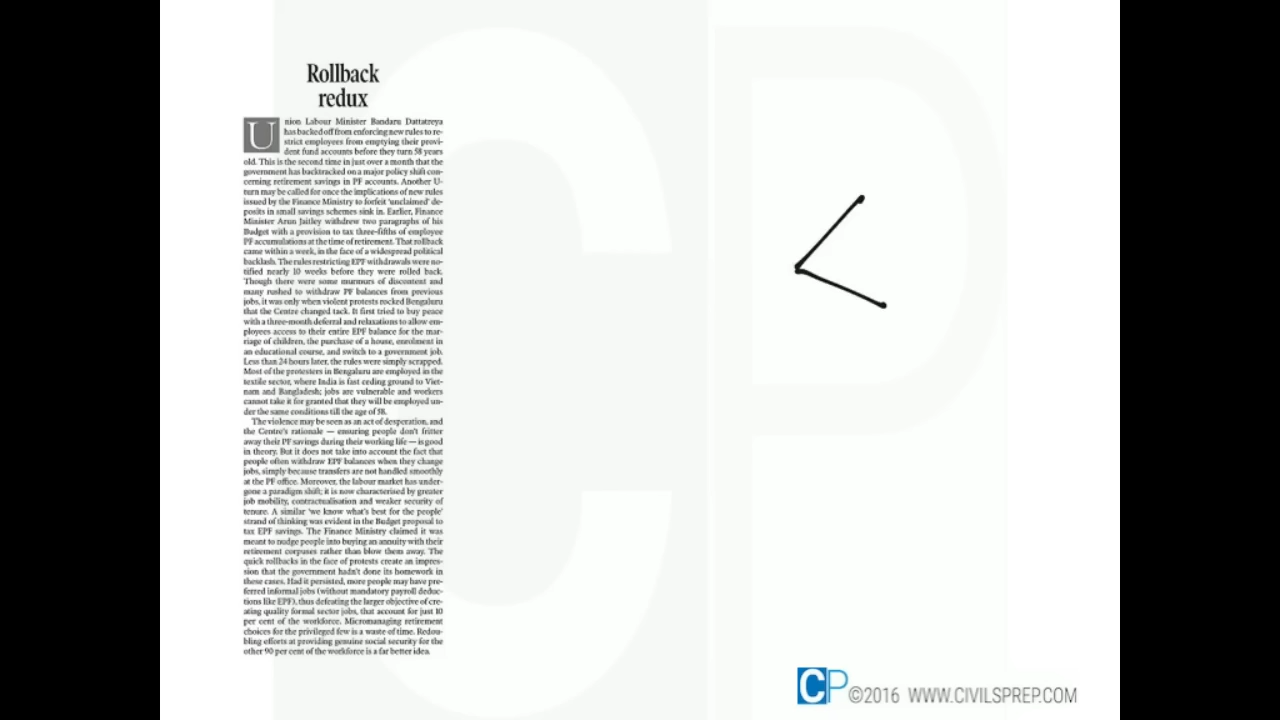 Rollback
redux
Union Labour Minister Bandaru Dattatreya
has backed off from enforcing new rules to re-
strict employees from emptying their provi-
dent fund accounts before they turn 58 years
old. This is the second time in just over a month that the
government has backtracked on a major policy shift con-
cerning retirement savings in PF accounts. Another U-
turn may be called for once the implications of new rules
issued by the Finance Ministry to forfeit 'unclaimed' de-
posits in small savings schemes sink in. Earlier, Finance
Minister Arun Jaitley withdrew two paragraphs of his
Budget with a provision to tax three-fifths of employee
PF accumulations at the time of retirement. That rollback
came within a week, in the face of a widespread political
backlash. The rules restricting EPF withdrawals were no-
tified nearly 10 weeks before they were rolled back.
Though there were some murmurs of discontent and
many rushed to withdraw PF balances from previous
jobs, it was only when violent protests rocked Bengaluru
that the Centre changed tack. It first tried to buy peace
with a three-month deferral and relaxations to allow em-
ployees access to their entire EPF balance for the mar-
riage of children, the purchase of a house, enrolment in
an educational course, and switch to a government job.
Less than 24 hours later, the rules were simply scrapped.
Most of the protesters in Bengaluru are employed in the
textile sector, where India is fast ceding ground to Viet-
nam and Bangladesh; jobs are vulnerable and workers
cannot take it for granted that they will be employed un-
der the same conditions till the age of 58.
The violence may be seen as an act of desperation, and
the Centre's rationale — ensuring people don't fritter
away their PF savings during their working life — is good
in theory. But it does not take into account the fact that
people often withdraw EPF balances when they change
jobs, simply because transfers are not handled smoothly
at the PF office. Moreover, the labour market has under-
gone a paradigm shift; it is now characterised by greater
job mobility, contractualisation and weaker security of
tenure. A similar 'we know what's best for the people'
strand of thinking was evident in the Budget proposal to
tax EPF savings. The Finance Ministry claimed it was
meant to nudge people into buying an annuity with their
retirement corpuses rather than blow them away. The
quick rollbacks in the face of protests create an impres-
sion that the government hadn't done its homework in
these cases. Had it persisted, more people may have pre-
ferred informal jobs (without mandatory payroll deduc-
tions like EPF), thus defeating the larger objective of cre-
ating quality formal sector jobs, that account for just 10
per cent of the workforce. Micromanaging retirement
choices for the privileged few is a waste of time. Redou-
bling efforts at providing genuine social security for the
other 90 per cent of the workforce is a far better idea.
CP ©2016 WWW.CIVILSPREP.COM